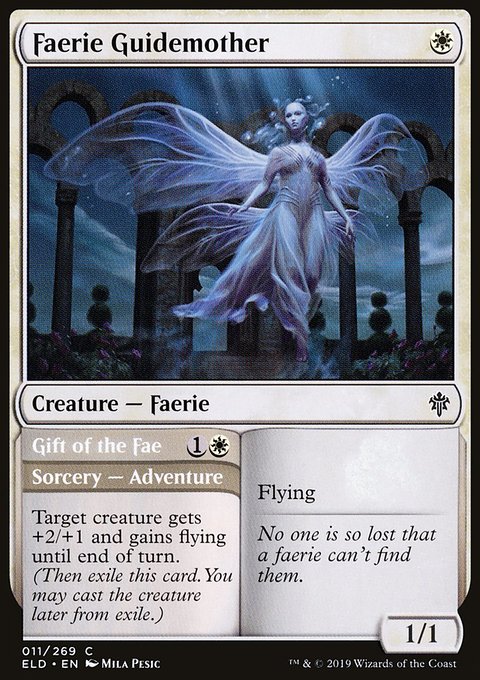 Faerie Guidemother
Creature — Faerie
Gift of the Fae 1
Sorcery — Adventure
Target creature gets
+2/+1 and gains flying
until end of turn.
(Then exile this card. You
may cast the creature
later from exile.)
Flying
No one is so lost that
a faerie can't find
them.
1/1
011/269 C
ELD • EN Mila Pesic
™ & © 2019 Wizards of the Coast